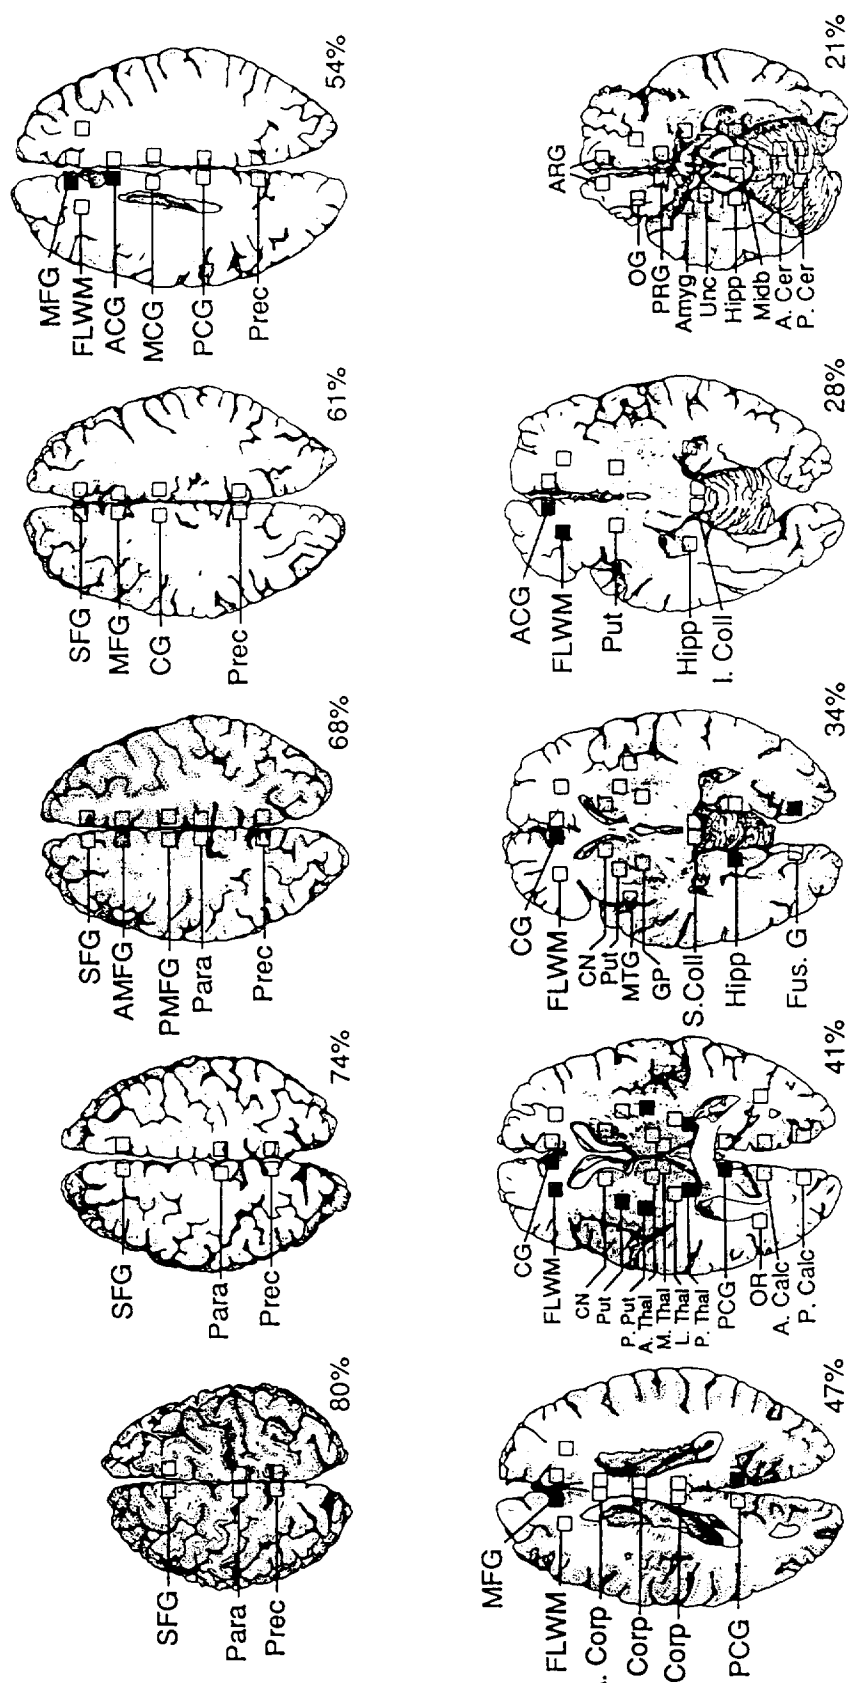 MFG
FLWM
ACG
MCG
PCG
Prec
54%
SFG
MFG
CG
Prec
61%
SFG
AMFG
PMFG
Para
Prec
68%
SFG
Para
Prec
74%
SFG
Para
Prec
80%
ARG
OG
PRG
Amyg
Unc
Hipp
Midb
A. Cer
P. Cer
21%
ACG
FLWM
Put
Hipp
I. Coll
28%
CG
FLWM
CN
Put
MTG
GP
S.Coll
Hipp
Fus. G
34%
CG
FLWM
CN
Put
P. Put
A. Thal
M. Thal
L. Thal
P. Thal
PCG
OR
A. Calc
P. Calc
41%
MFG
FLWM
. Corp
Corp
Corp
PCG
47%